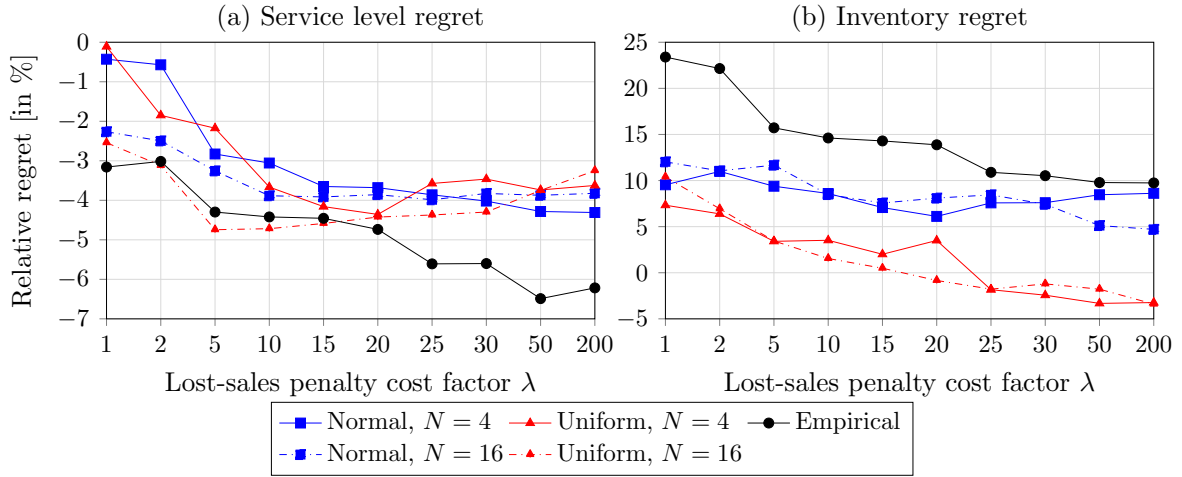 (a) Service level regret
(b) Inventory regret
Relative regret [in %]
0
−1
−2
−3
−4
−5
−6
−7
1 2 5 10 15 20 25 30 50 200
Lost-sales penalty cost factor λ
25
20
15
10
5
0
−5
1 2 5 10 15 20 25 30 50 200
Lost-sales penalty cost factor λ
Normal, N = 4 Uniform, N = 4 Empirical
Normal, N = 16 Uniform, N = 16